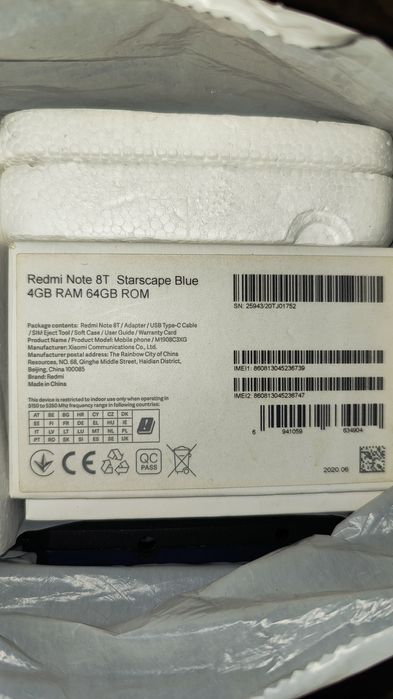 Redmi Note 8T Starscape Blue
4GB RAM 64GB ROM
Package contents: Redmi Note 8T / Adapter / USB Type-C Cable
/ SIM Eject Tool / Soft Case / User Guide / Warranty Card
Product Name / Product Model: Mobile phone / M1908C3XG
Manufacturer: Xiaomi Communications Co., Ltd.
Manufacturer postal address: The Rainbow City of China
Resources, NO. 68, Qinghe Middle Street, Haidian District,
Beijing, China 100085
Brand: Redmi
Made in China
This device is restricted to indoor use only when operating in
5150 to 5350 Mhz frequency range in following countries:
AT BE BG HR CY CZ DK
EE FI FR DE EL HU IE
IT LV LT LU MT NL PL
PT RO SK SI ES SE UK
CE
QC
PASS
SN: 25943/20TJ01752
IMEI1: 860813045236739
IMEI2: 860813045236747
6 941059 634904
2020.06